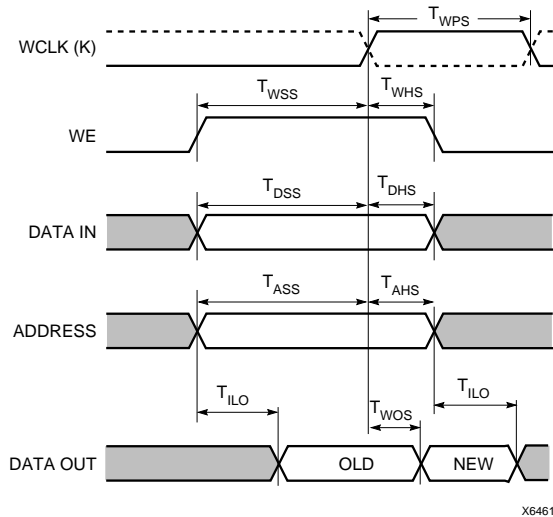 T_WPS
WCLK (K)
T_WSS T_WHS
WE
T_DSS T_DHS
DATA IN
T_ASS T_AHS
ADDRESS
T_ILO T_WOS T_ILO
DATA OUT OLD NEW
X6461